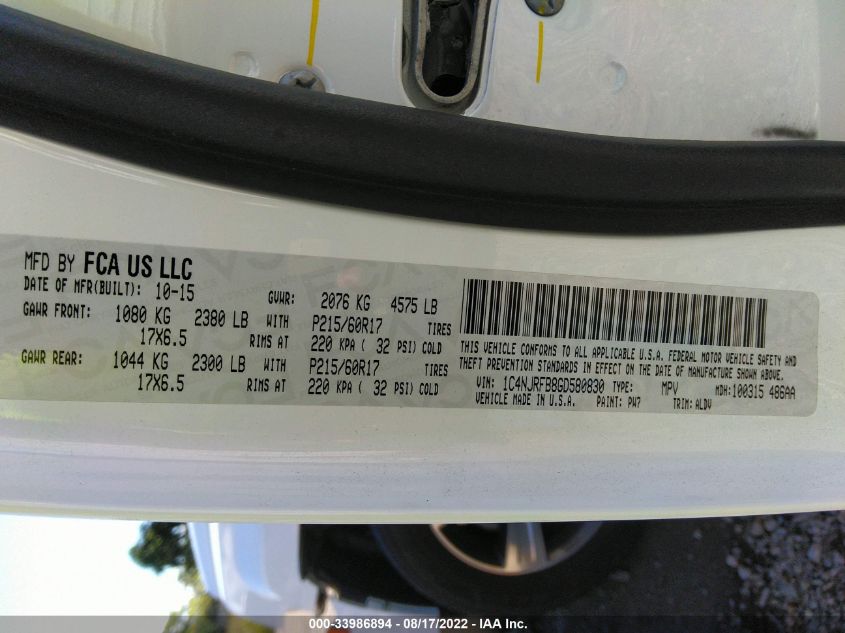 MFD BY FCA US LLC
DATE OF MFR(BUILT): 10-15 GVWR: 2076 KG 4575 LB
GAWR FRONT: 1080 KG 2380 LB WITH P215/60R17 TIRES
17X6.5 RIMS AT 220 KPA ( 32 PSI) COLD
GAWR REAR: 1044 KG 2300 LB WITH P215/60R17 TIRES
17X6.5 RIMS AT 220 KPA ( 32 PSI) COLD
THIS VEHICLE CONFORMS TO ALL APPLICABLE U.S.A. FEDERAL MOTOR VEHICLE SAFETY AND
THEFT PREVENTION STANDARDS IN EFFECT ON THE DATE OF MANUFACTURE SHOWN ABOVE.
VIN: 1C4NJRFB8GD580830 TYPE: MPV MDH:100315 486AA
VEHICLE MADE IN U.S.A. PAINT: PW7 TRIM: ALDV
000-33986894 - 08/17/2022 - IAA Inc.